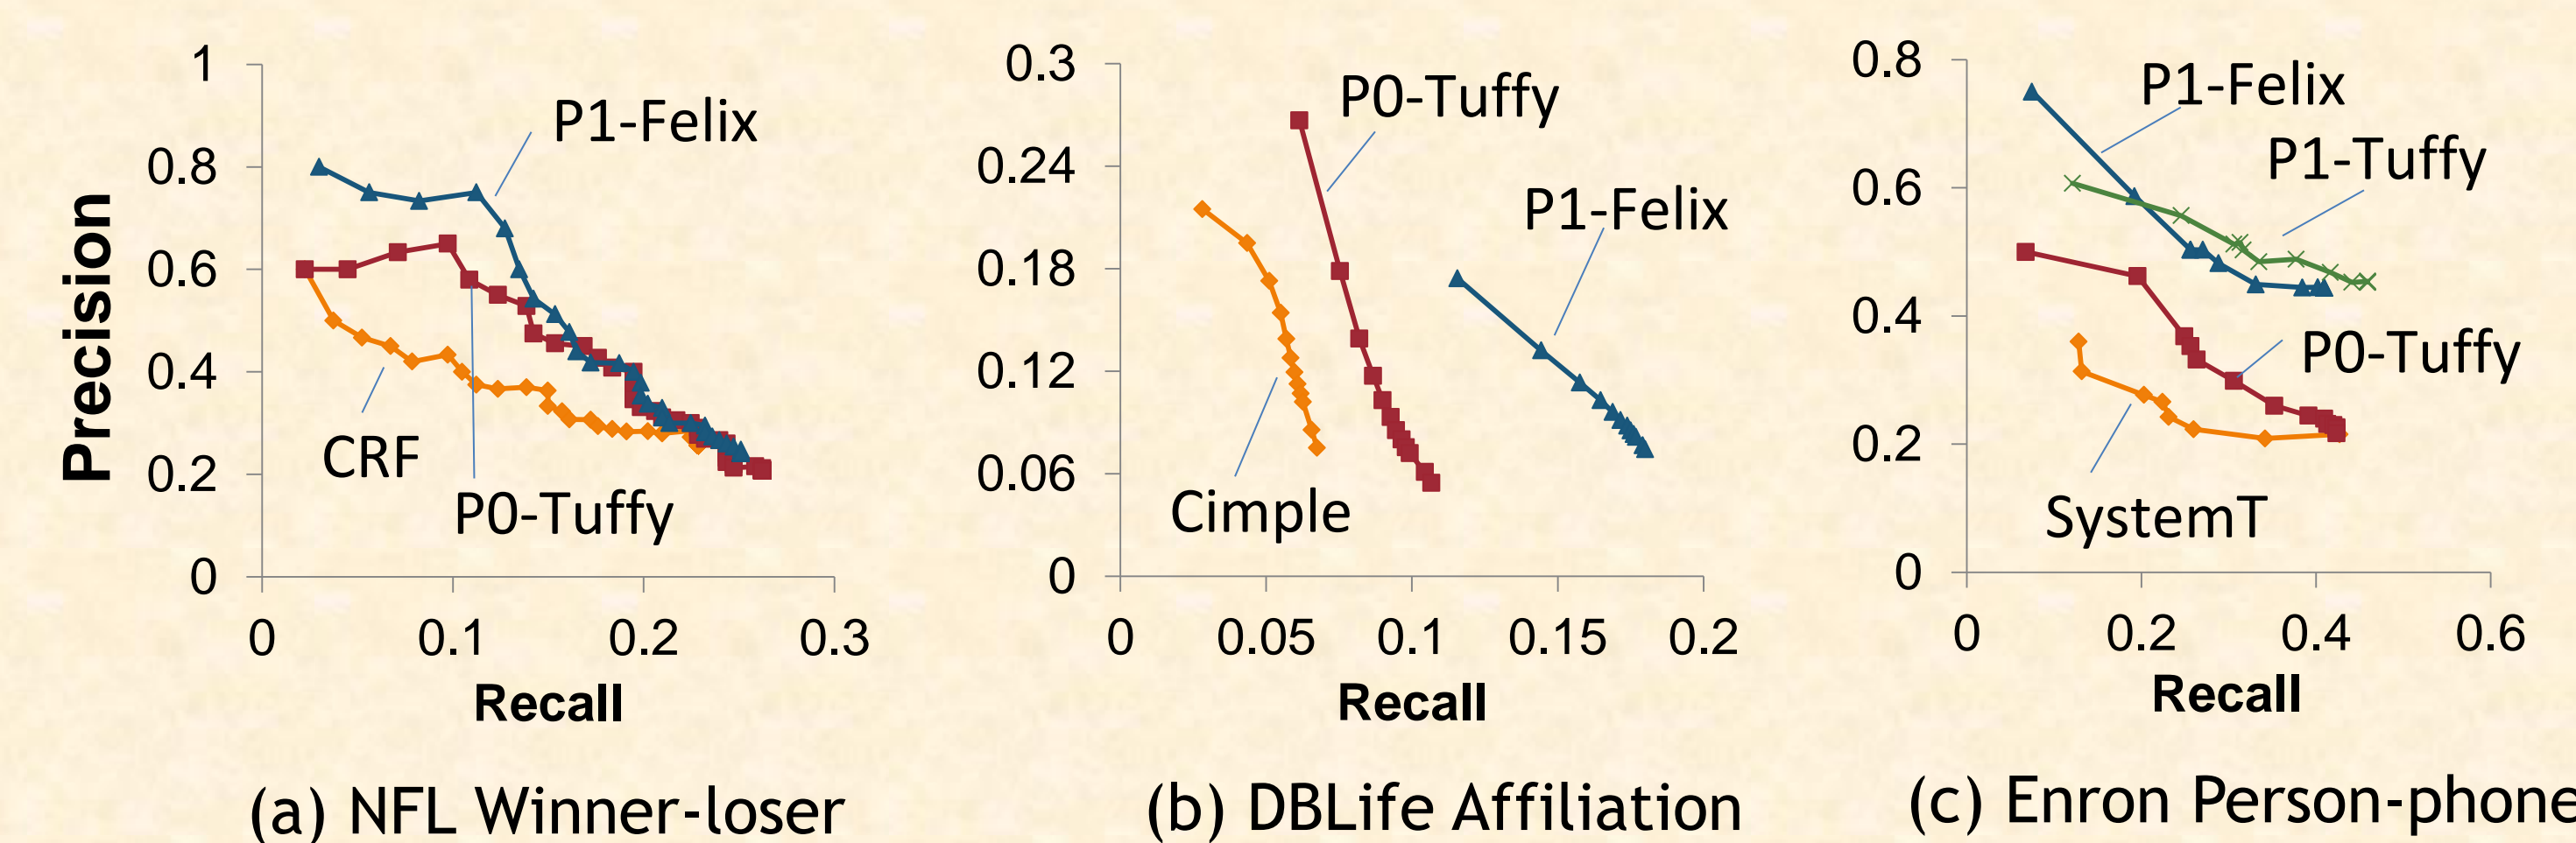 Precision
1
0.8
0.6
0.4
0.2
0
P1-Felix
CRF
P0-Tuffy
0 0.1 0.2 0.3
Recall
(a) NFL Winner-loser
0.3
0.24
0.18
0.12
0.06
0
P0-Tuffy
P1-Felix
Cimple
0 0.05 0.1 0.15 0.2
Recall
(b) DBLife Affiliation
0.8
0.6
0.4
0.2
0
P1-Felix
P1-Tuffy
P0-Tuffy
SystemT
0 0.2 0.4 0.6
Recall
(c) Enron Person-phone